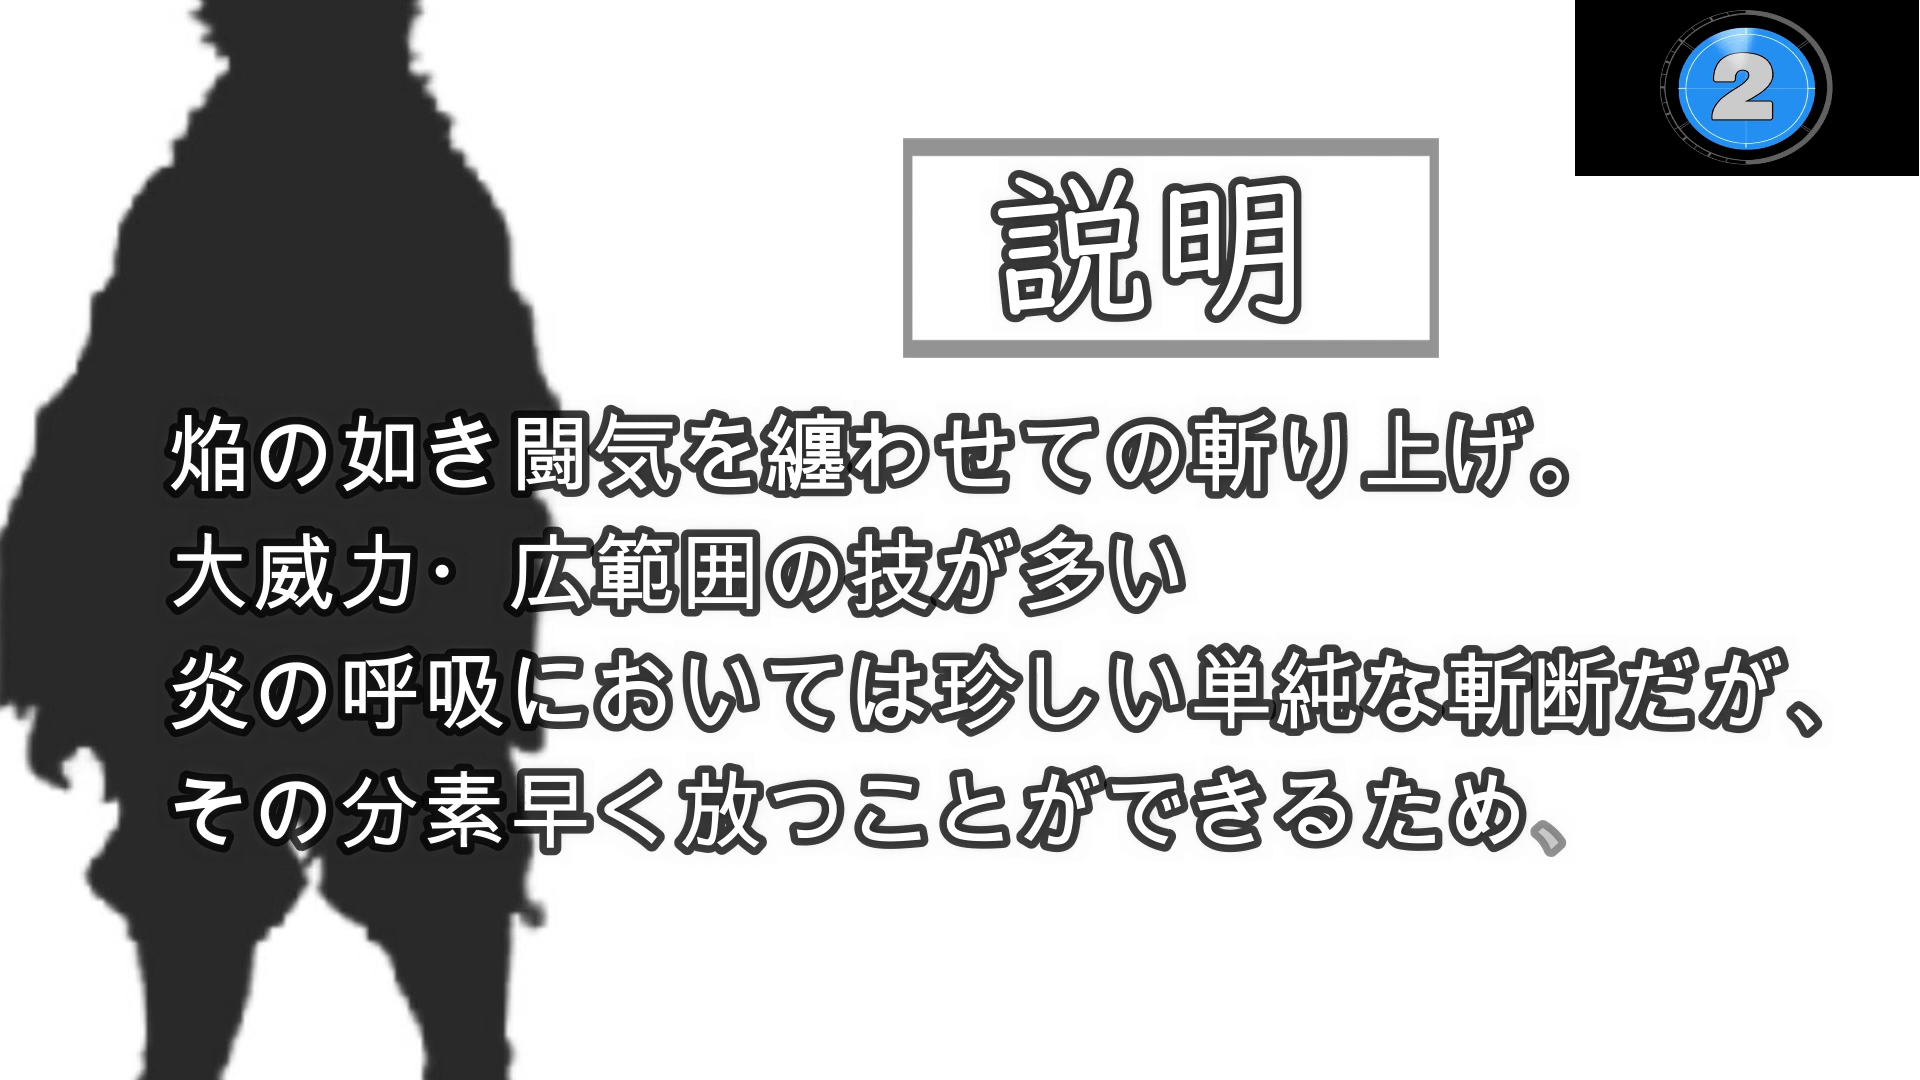 2
説明
焔の如き闘気を纏わせての斬り上げ。
大威力・広範囲の技が多い
炎の呼吸においては珍しい単純な斬断だが、
その分素早く放つことができるため、